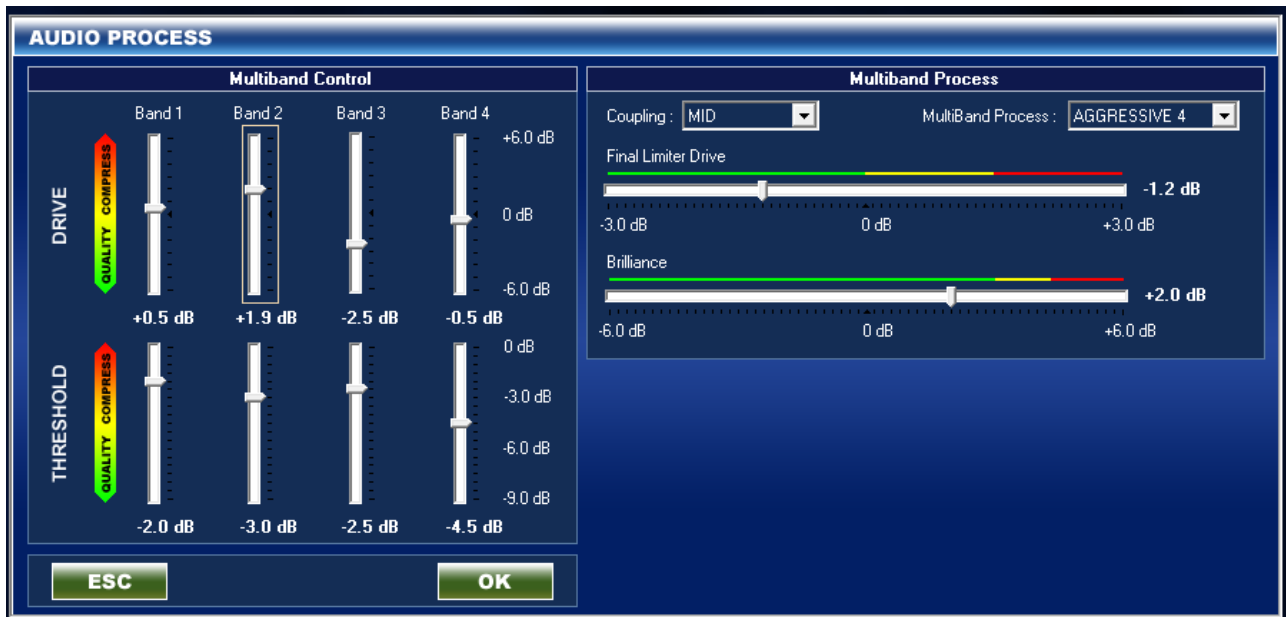 AUDIO PROCESS
Multiband Control
Band 1 Band 2 Band 3 Band 4
DRIVE
QUALITY COMPRESS
+6.0 dB
0 dB
-6.0 dB
+0.5 dB +1.9 dB -2.5 dB -0.5 dB
THRESHOLD
QUALITY COMPRESS
0 dB
-3.0 dB
-6.0 dB
-9.0 dB
-2.0 dB -3.0 dB -2.5 dB -4.5 dB
ESC OK
Multiband Process
Coupling : MID MultiBand Process : AGGRESSIVE 4
Final Limiter Drive
-1.2 dB
-3.0 dB 0 dB +3.0 dB
Brilliance
+2.0 dB
-6.0 dB 0 dB +6.0 dB